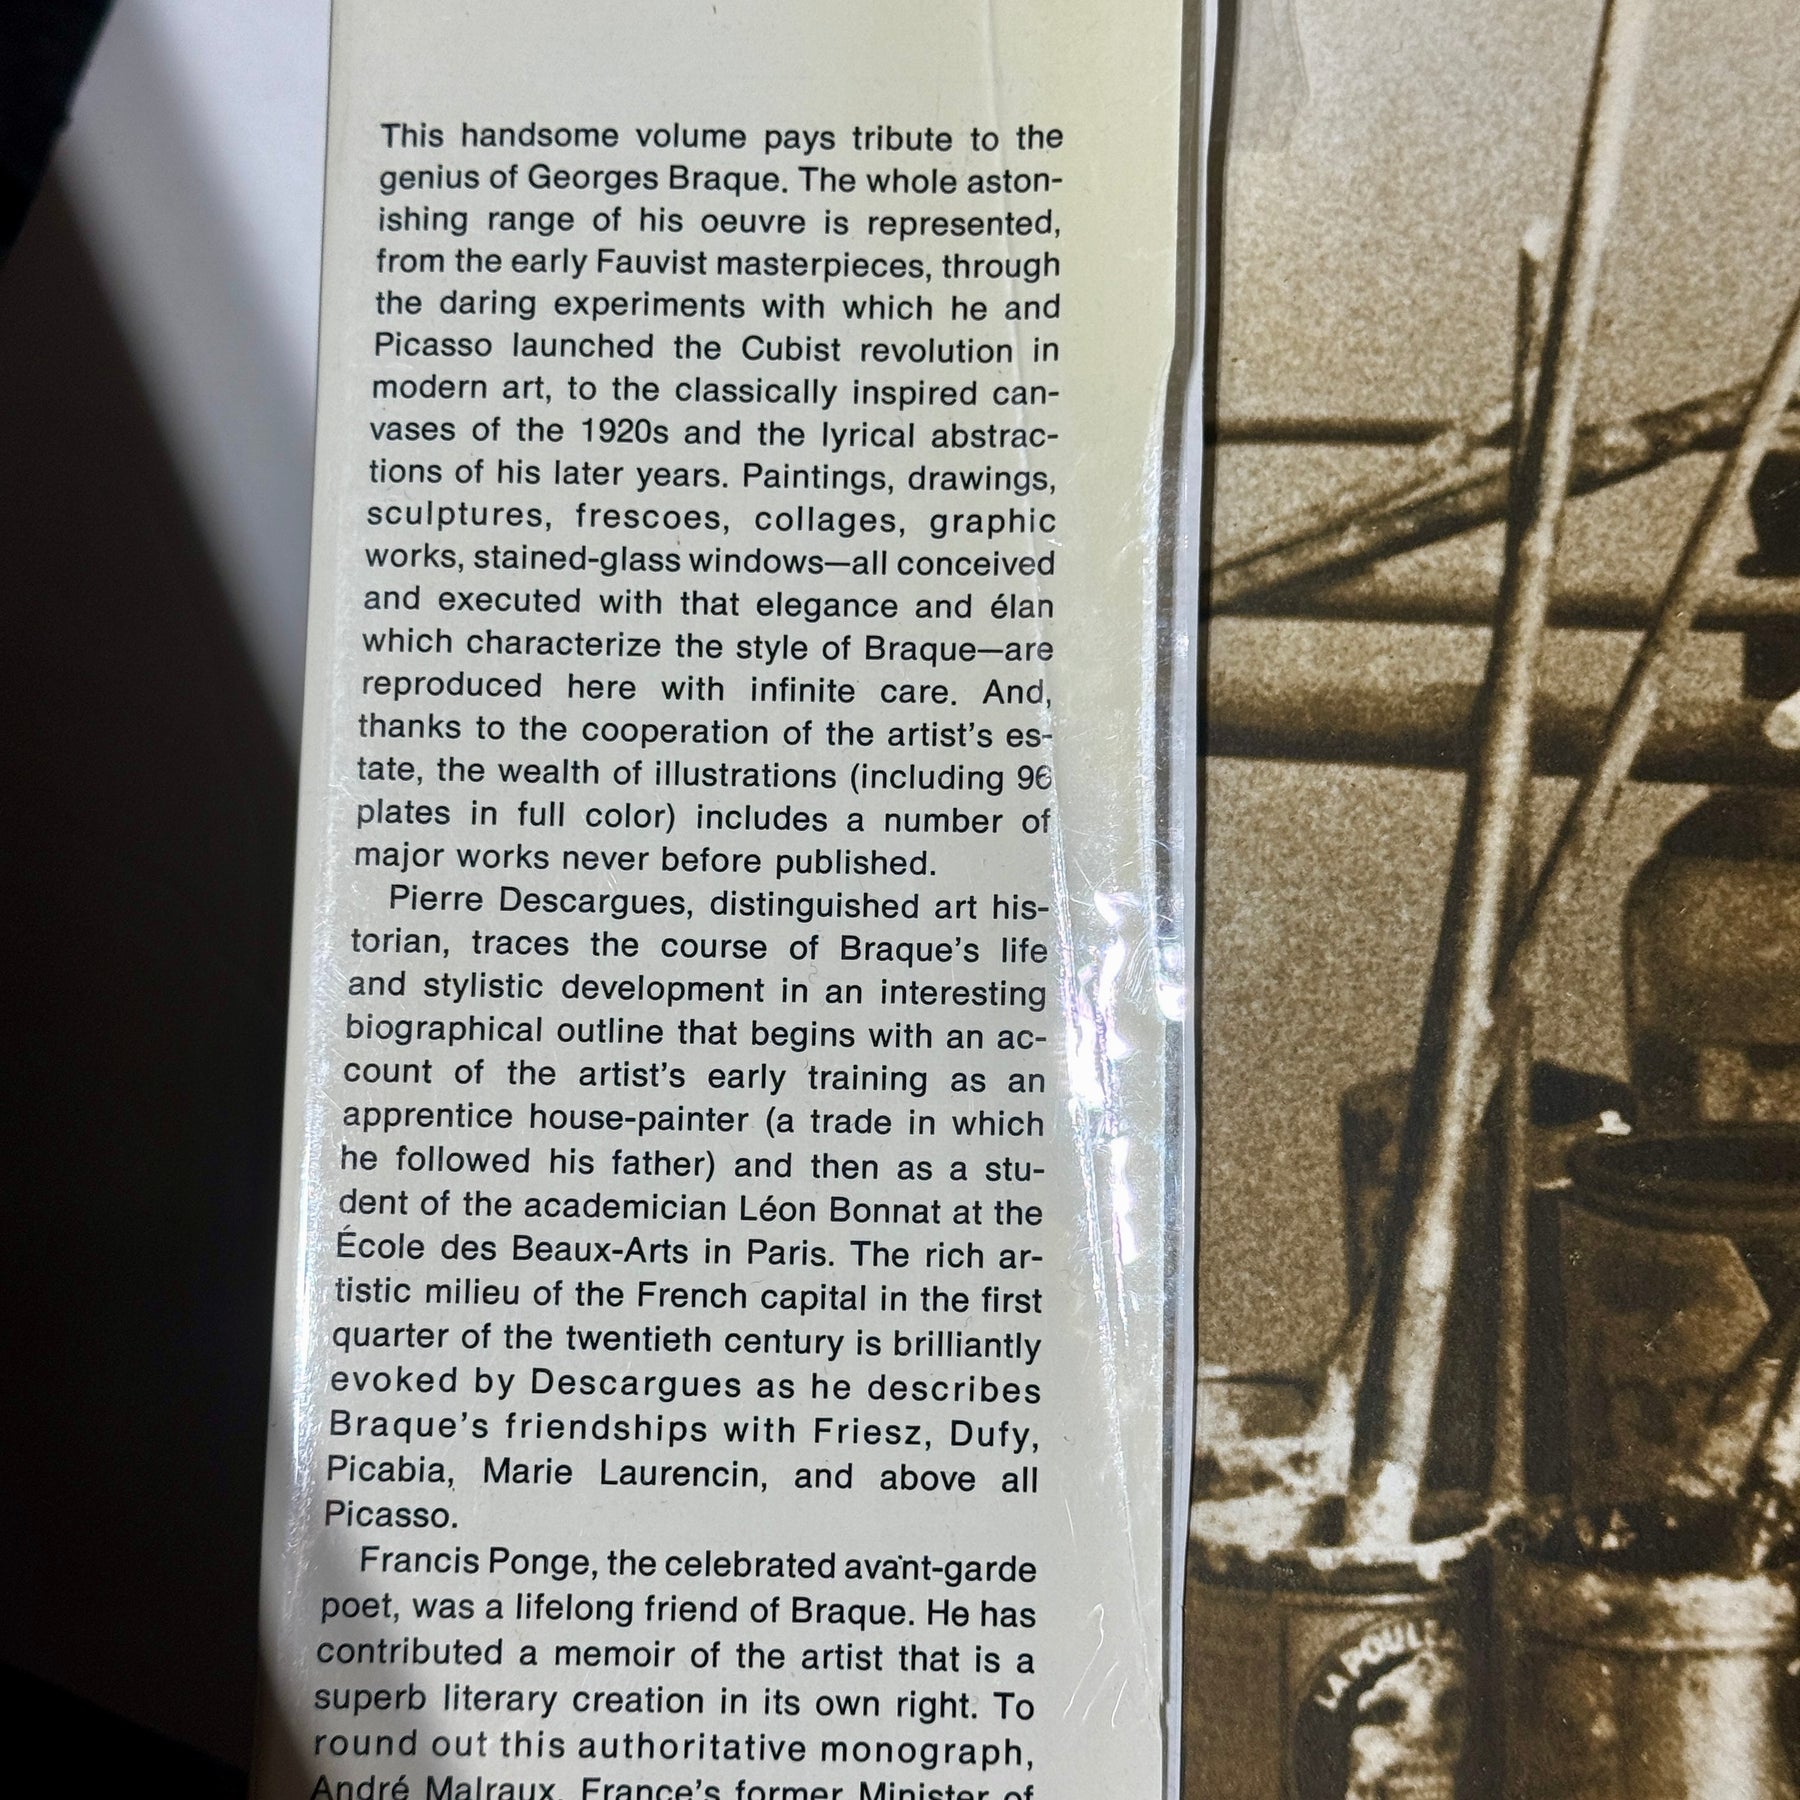 This handsome volume pays tribute to the
genius of Georges Braque. The whole aston-
ishing range of his oeuvre is represented,
from the early Fauvist masterpieces, through
the daring experiments with which he and
Picasso launched the Cubist revolution in
modern art, to the classically inspired can-
vases of the 1920s and the lyrical abstrac-
tions of his later years. Paintings, drawings,
sculptures, frescoes, collages, graphic
works, stained-glass windows—all conceived
and executed with that elegance and élan
which characterize the style of Braque—are
reproduced here with infinite care. And,
thanks to the cooperation of the artist's es-
tate, the wealth of illustrations (including 96
plates in full color) includes a number of
major works never before published.
Pierre Descargues, distinguished art his-
torian, traces the course of Braque's life
and stylistic development in an interesting
biographical outline that begins with an ac-
count of the artist's early training as an
apprentice house-painter (a trade in which
he followed his father) and then as a stu-
dent of the academician Léon Bonnat at the
École des Beaux-Arts in Paris. The rich ar-
tistic milieu of the French capital in the first
quarter of the twentieth century is brilliantly
evoked by Descargues as he describes
Braque's friendships with Friesz, Dufy,
Picabia, Marie Laurencin, and above all
Picasso.
Francis Ponge, the celebrated avant-garde
poet, was a lifelong friend of Braque. He has
contributed a memoir of the artist that is a
superb literary creation in its own right. To
round out this authoritative monograph,
André Malraux, France's former Minister of
LA POULE